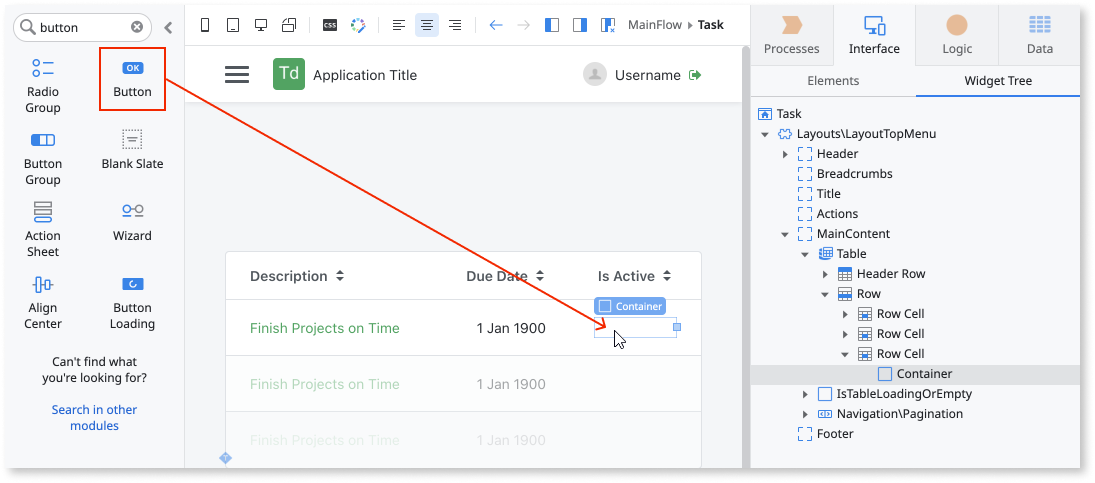 button
Radio
Group
OK
Button
Button
Group
Blank Slate
Action
Sheet
Wizard
Align
Center
Button
Loading
Can't find what
you're looking for?
Search in other
modules
CSS
MainFlow ▸ Task
Td Application Title
Username
Description
Due Date
Is Active
Container
Finish Projects on Time
1 Jan 1900
Finish Projects on Time
1 Jan 1900
Finish Projects on Time
1 Jan 1900
Processes
Interface
Logic
Data
Elements
Widget Tree
Task
Layouts\LayoutTopMenu
Header
Breadcrumbs
Title
Actions
MainContent
Table
Header Row
Row
Row Cell
Row Cell
Row Cell
Container
IsTableLoadingOrEmpty
Navigation\Pagination
Footer